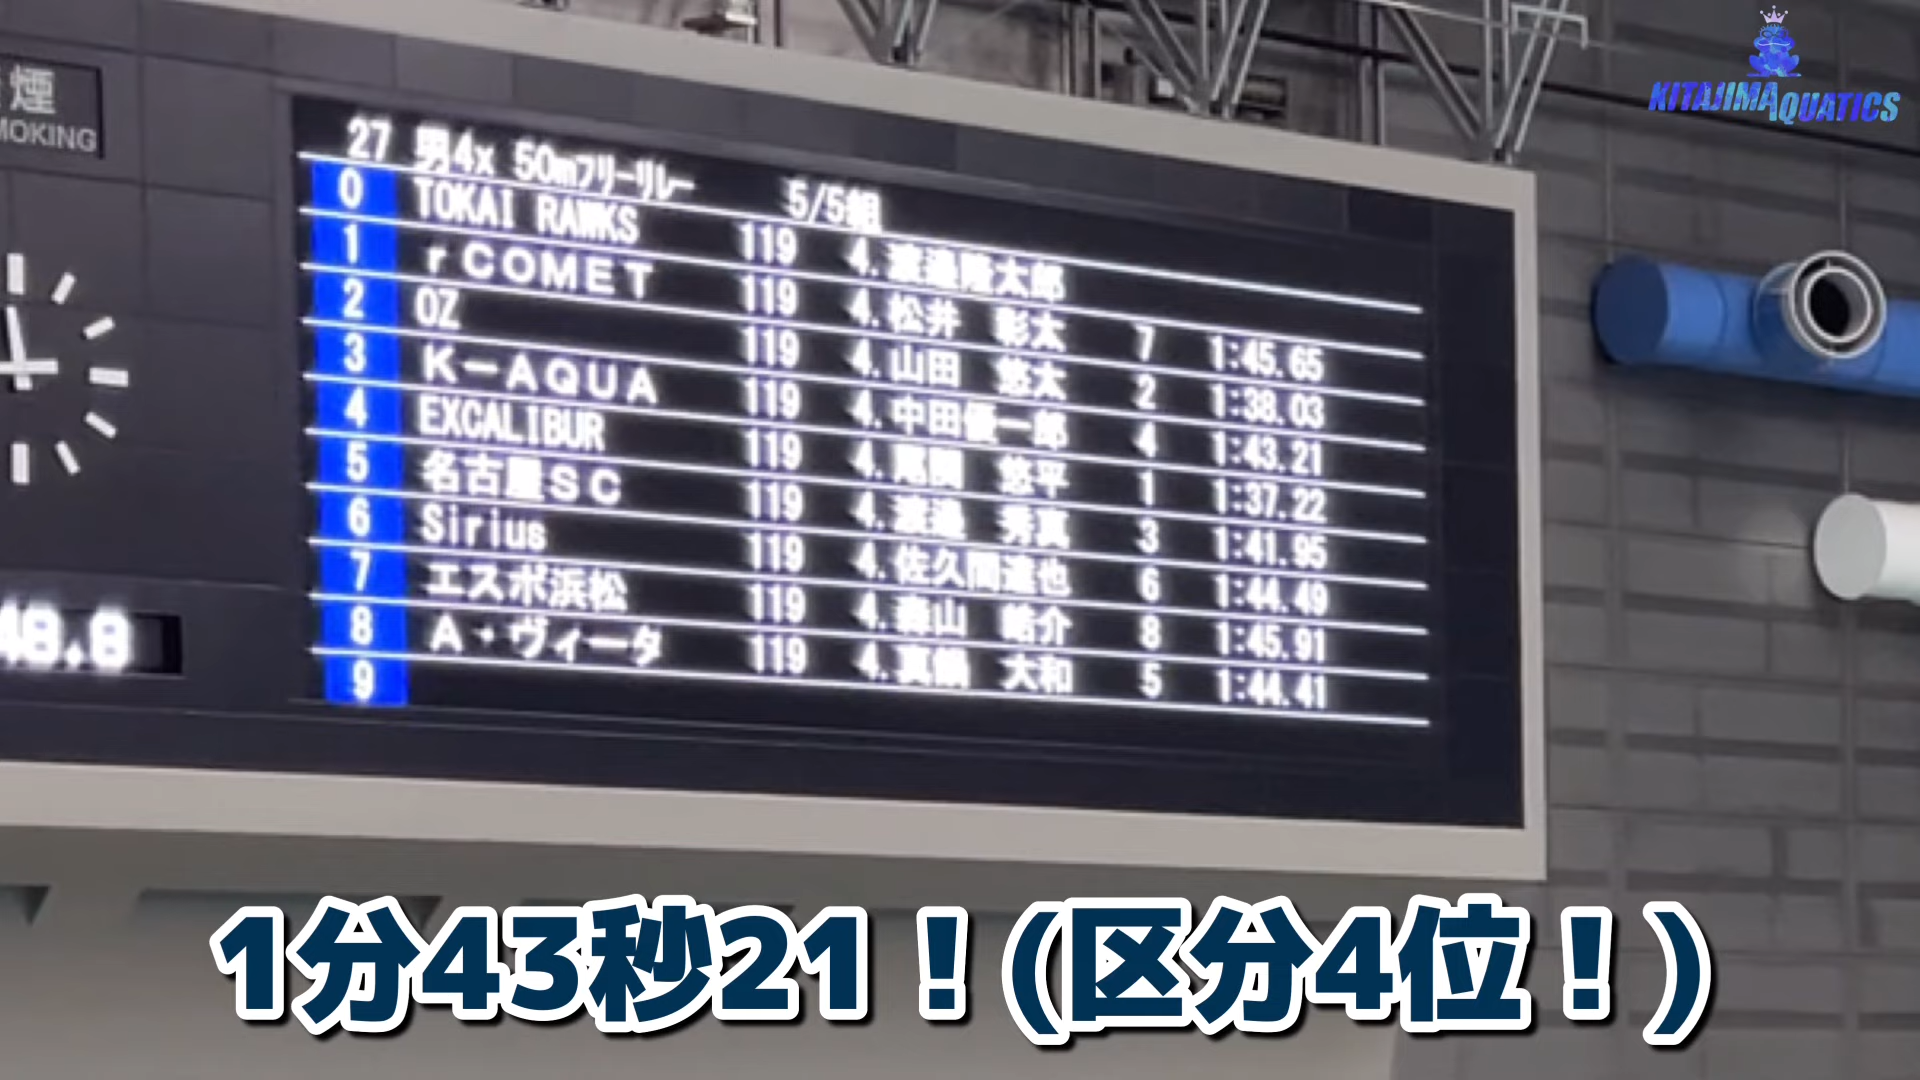 煙
MOKING
KITAJIMAQUATICS
27 男4x 50mフリーリレー 5/5組
0 TOKAI RAWKS 119 4.渡邉隆太郎
1 rCOMET 119 4.松井 彰太 7 1:45.65
2 OZ 119 4.山田 悠太 2 1:38.03
3 K-AQUA 119 4.中田優一郎 4 1:43.21
4 EXCALIBUR 119 4.尾関 悠平 1 1:37.22
5 名古屋SC 119 4.渡邉 秀真 3 1:41.95
6 Sirius 119 4.佐久間達也 6 1:44.49
7 エスポ浜松 119 4.森山 皓介 8 1:45.91
8 A・ヴィータ 119 4.真鍋 大和 5 1:44.41
9
48.8
1分43秒21！(区分4位！)